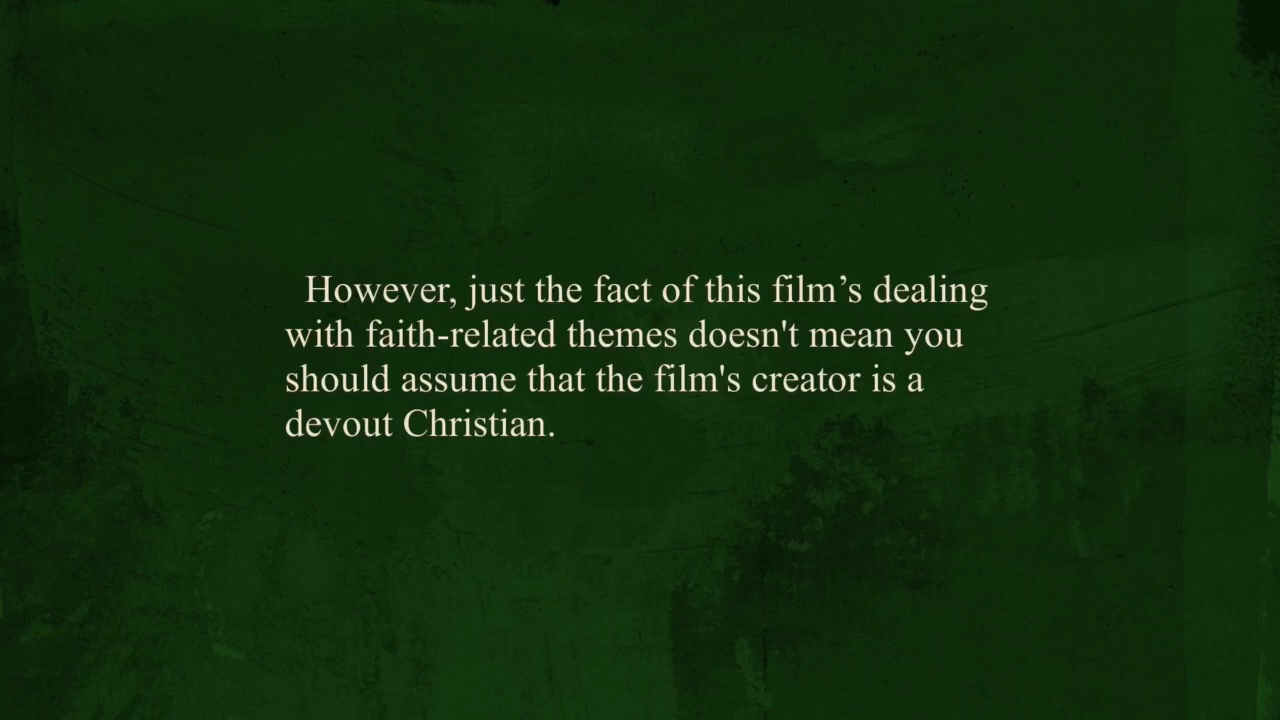 However, just the fact of this film’s dealing
with faith-related themes doesn't mean you
should assume that the film's creator is a
devout Christian.